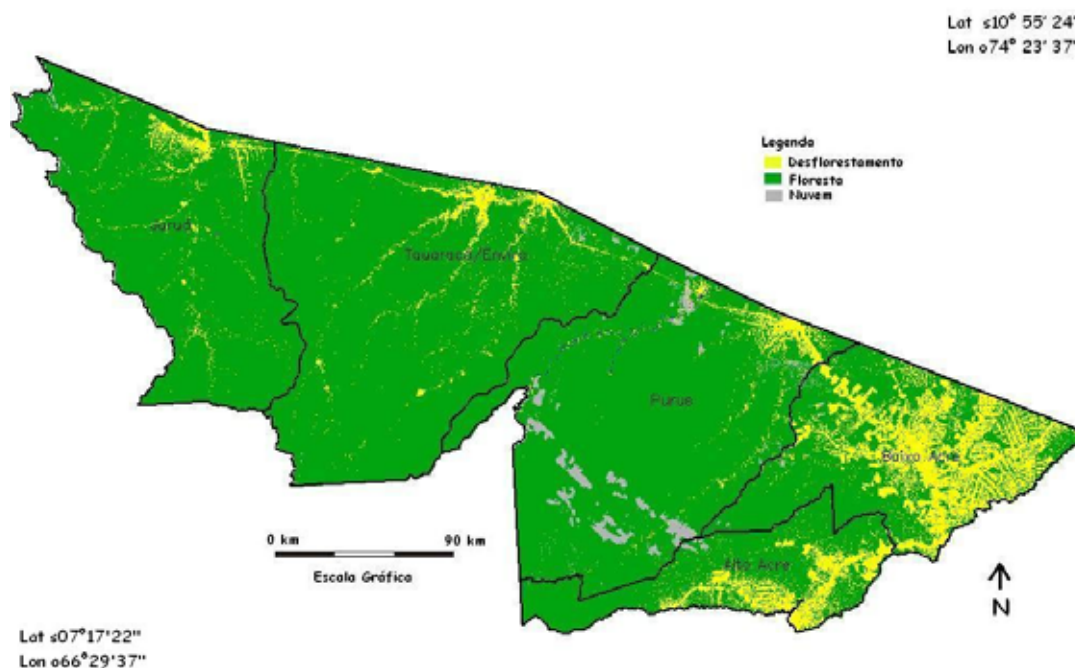 Lat s10° 55' 24"
Lon o74° 23' 37"
Legenda
Desflorestamento
Floresta
Nuvem
Juruá
Tauaracá/Envira
Purus
Baixo Acre
Alto Acre
0 km 90 km
Escala Gráfica
N
Lat s07°17'22"
Lon o66°29'37"